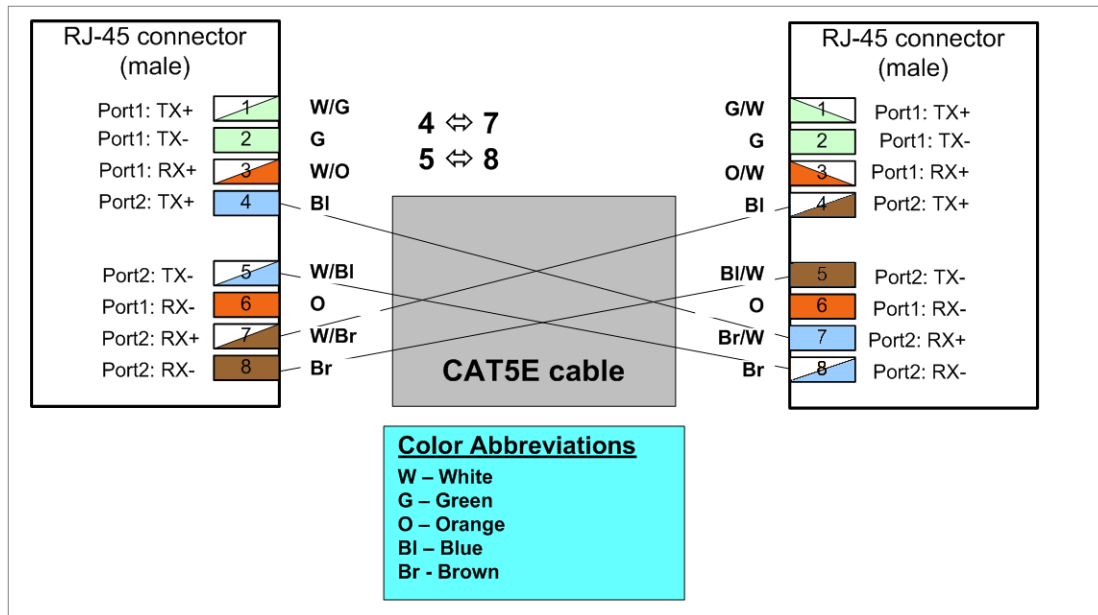 RJ-45 connector
(male)
Port1: TX+ 1 W/G
Port1: TX- 2 G
Port1: RX+ 3 W/O
Port2: TX+ 4 Bl
Port2: TX- 5 W/Bl
Port1: RX- 6 O
Port2: RX+ 7 W/Br
Port2: RX- 8 Br
4 ⇔ 7
5 ⇔ 8
CAT5E cable
RJ-45 connector
(male)
G/W 1 Port1: TX+
G 2 Port1: TX-
O/W 3 Port1: RX+
Bl 4 Port2: TX+
Bl/W 5 Port2: TX-
O 6 Port1: RX-
Br/W 7 Port2: RX+
Br 8 Port2: RX-
Color Abbreviations
W – White
G – Green
O – Orange
Bl – Blue
Br - Brown